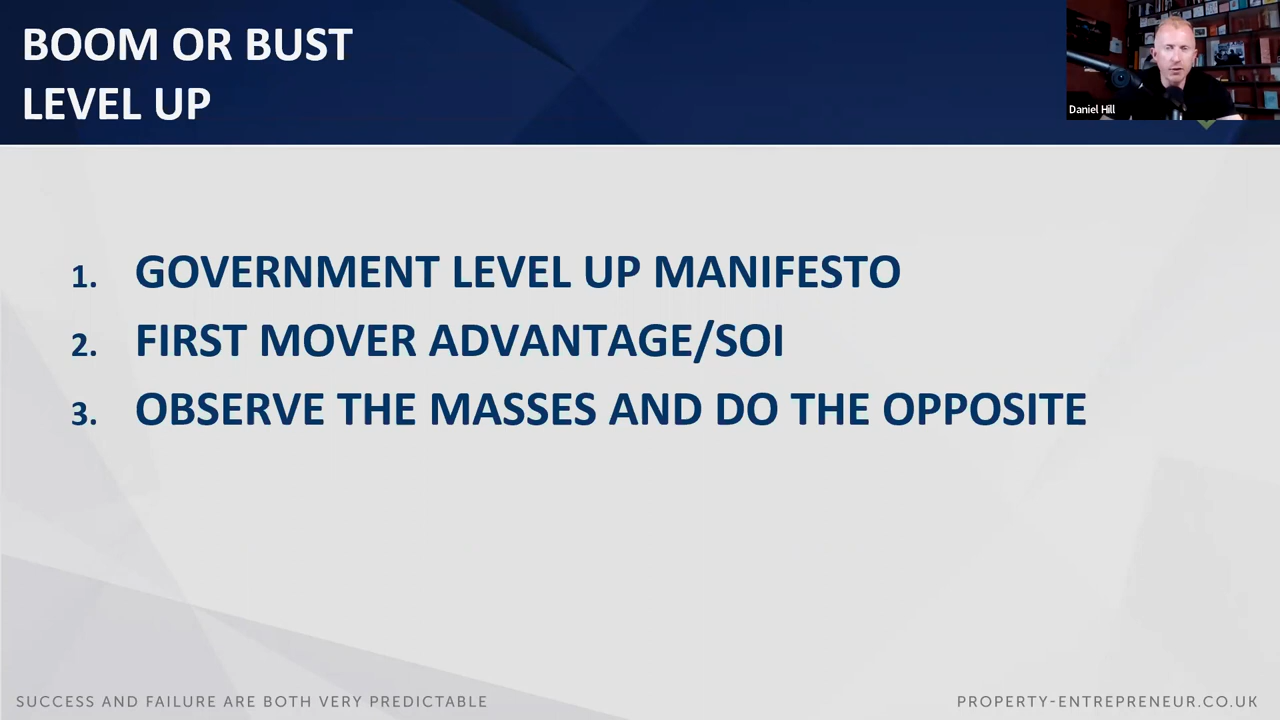 BOOM OR BUST
LEVEL UP
Daniel Hill
1. GOVERNMENT LEVEL UP MANIFESTO
2. FIRST MOVER ADVANTAGE/SOI
3. OBSERVE THE MASSES AND DO THE OPPOSITE
SUCCESS AND FAILURE ARE BOTH VERY PREDICTABLE
PROPERTY-ENTREPRENEUR.CO.UK